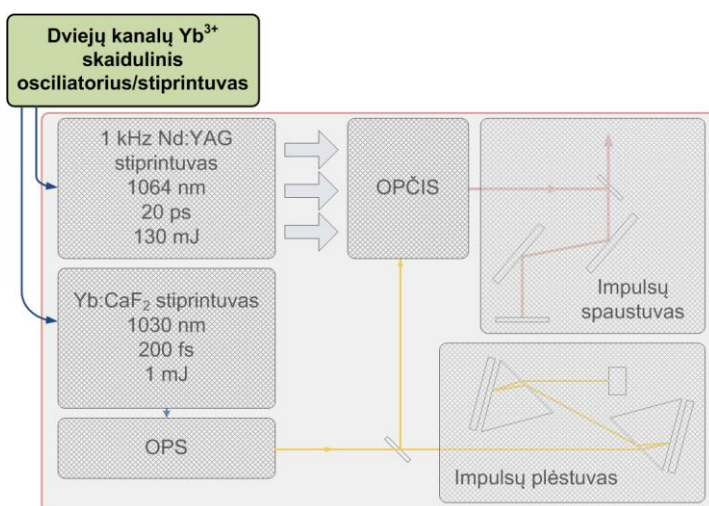 Dviejų kanalų Yb³⁺
skaidulinis
osciliatorius/stiprintuvas
1 kHz Nd:YAG
stiprintuvas
1064 nm
20 ps
130 mJ
OPČIS
Impulsų
spaustuvas
Yb:CaF₂ stiprintuvas
1030 nm
200 fs
1 mJ
OPS
Impulsų plėstuvas